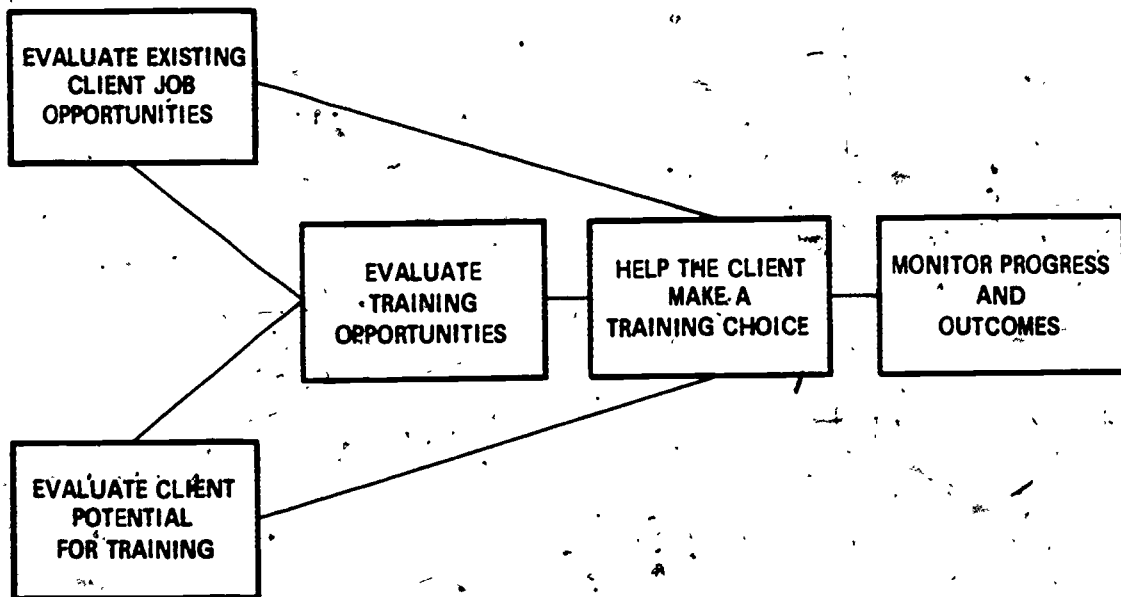 EVALUATE EXISTING
CLIENT JOB
OPPORTUNITIES
EVALUATE
TRAINING
OPPORTUNITIES
HELP THE CLIENT
MAKE A
TRAINING CHOICE
MONITOR PROGRESS
AND
OUTCOMES
EVALUATE CLIENT
POTENTIAL
FOR TRAINING